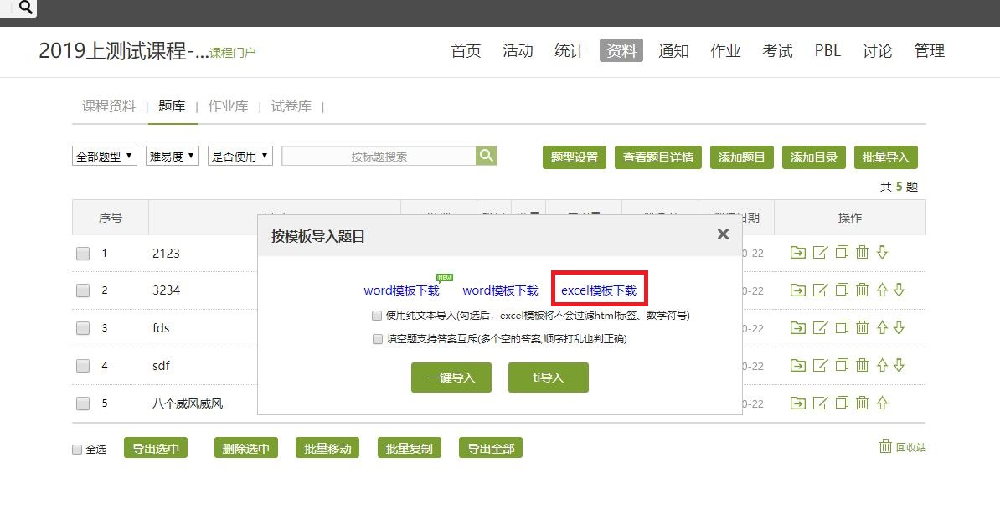 2019上测试课程-...课程门户 首页 活动 统计 资料 通知 作业 考试 PBL 讨论 管理
课程资料 | 题库 | 作业库 | 试卷库 |
全部题型 难易度 是否使用 按标题搜索 题型设置 查看题目详情 添加题目 添加目录 批量导入
共 5 题
序号 日期 操作
按模板导入题目
1 2123 0-22
NEW
word模板下载 word模板下载 excel模板下载
2 3234 0-22
使用纯文本导入(勾选后，excel模板将不会过滤html标签、数学符号)
3 fds 0-22
填空题支持答案互斥(多个空的答案,顺序打乱也判正确)
4 sdf 0-22
一键导入 ti导入
5 八个威风威风 0-22
全选 导出选中 删除选中 批量移动 批量复制 导出全部 回收站